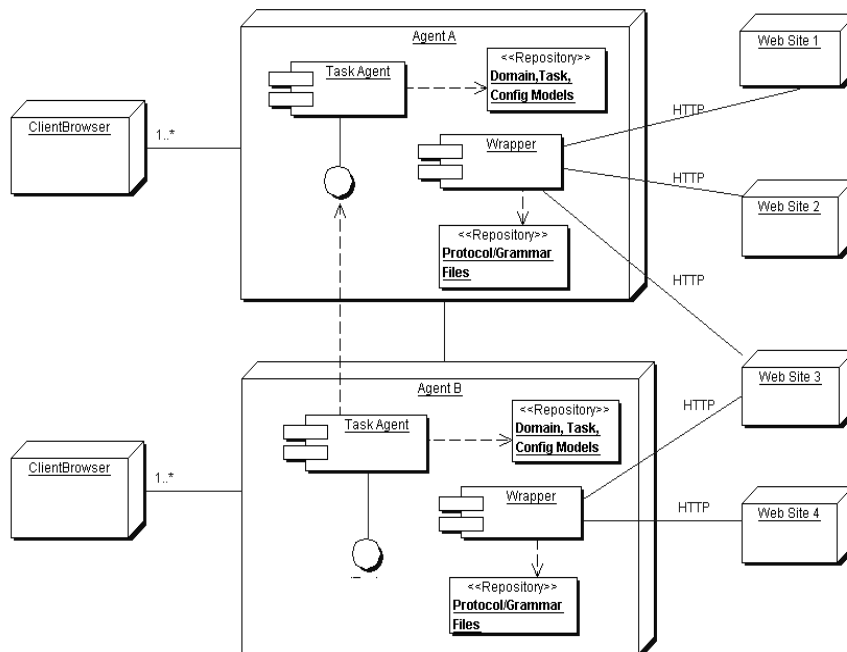 Agent A
Web Site 1
Task Agent
<<Repository>>
Domain,Task,
Config Models
HTTP
ClientBrowser
1..*
Wrapper
HTTP
Web Site 2
<<Repository>>
Protocol/Grammar
Files
HTTP
Agent B
Web Site 3
<<Repository>>
Domain, Task,
Config Models
Task Agent
HTTP
ClientBrowser
1..*
Wrapper
HTTP
Web Site 4
<<Repository>>
Protocol/Grammar
Files